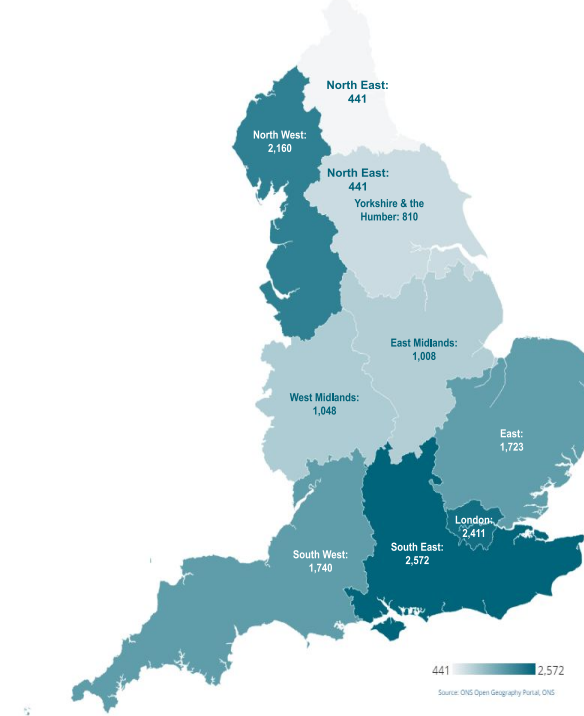 North East:
441
North West:
2,160
North East:
441
Yorkshire & the
Humber: 810
East Midlands:
1,008
West Midlands:
1,048
East:
1,723
London:
2,411
South East:
2,572
South West:
1,740
441 2,572
Source: ONS Open Geography Portal, ONS